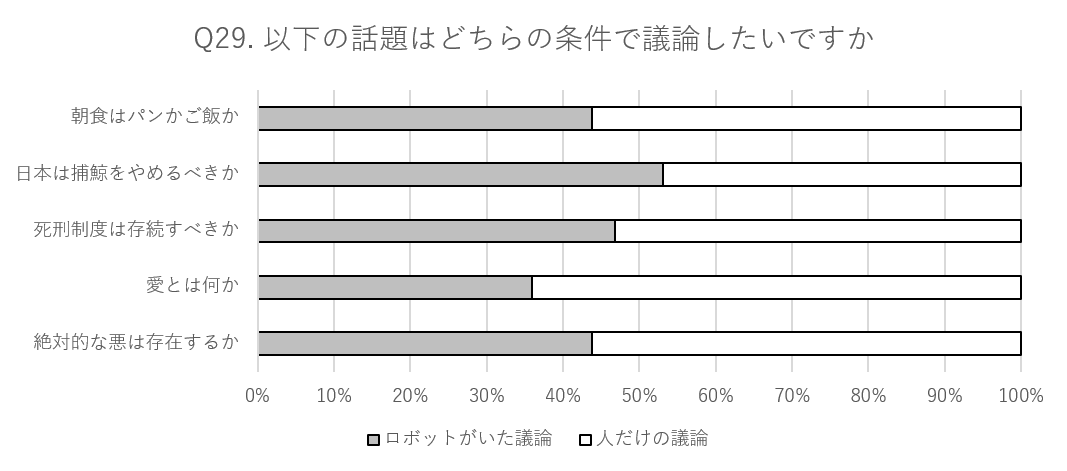 Q29. 以下の話題はどちらの条件で議論したいですか
朝食はパンかご飯か
日本は捕鯨をやめるべきか
死刑制度は存続すべきか
愛とは何か
絶対的な悪は存在するか
0% 10% 20% 30% 40% 50% 60% 70% 80% 90% 100%
ロボットがいた議論 人だけの議論